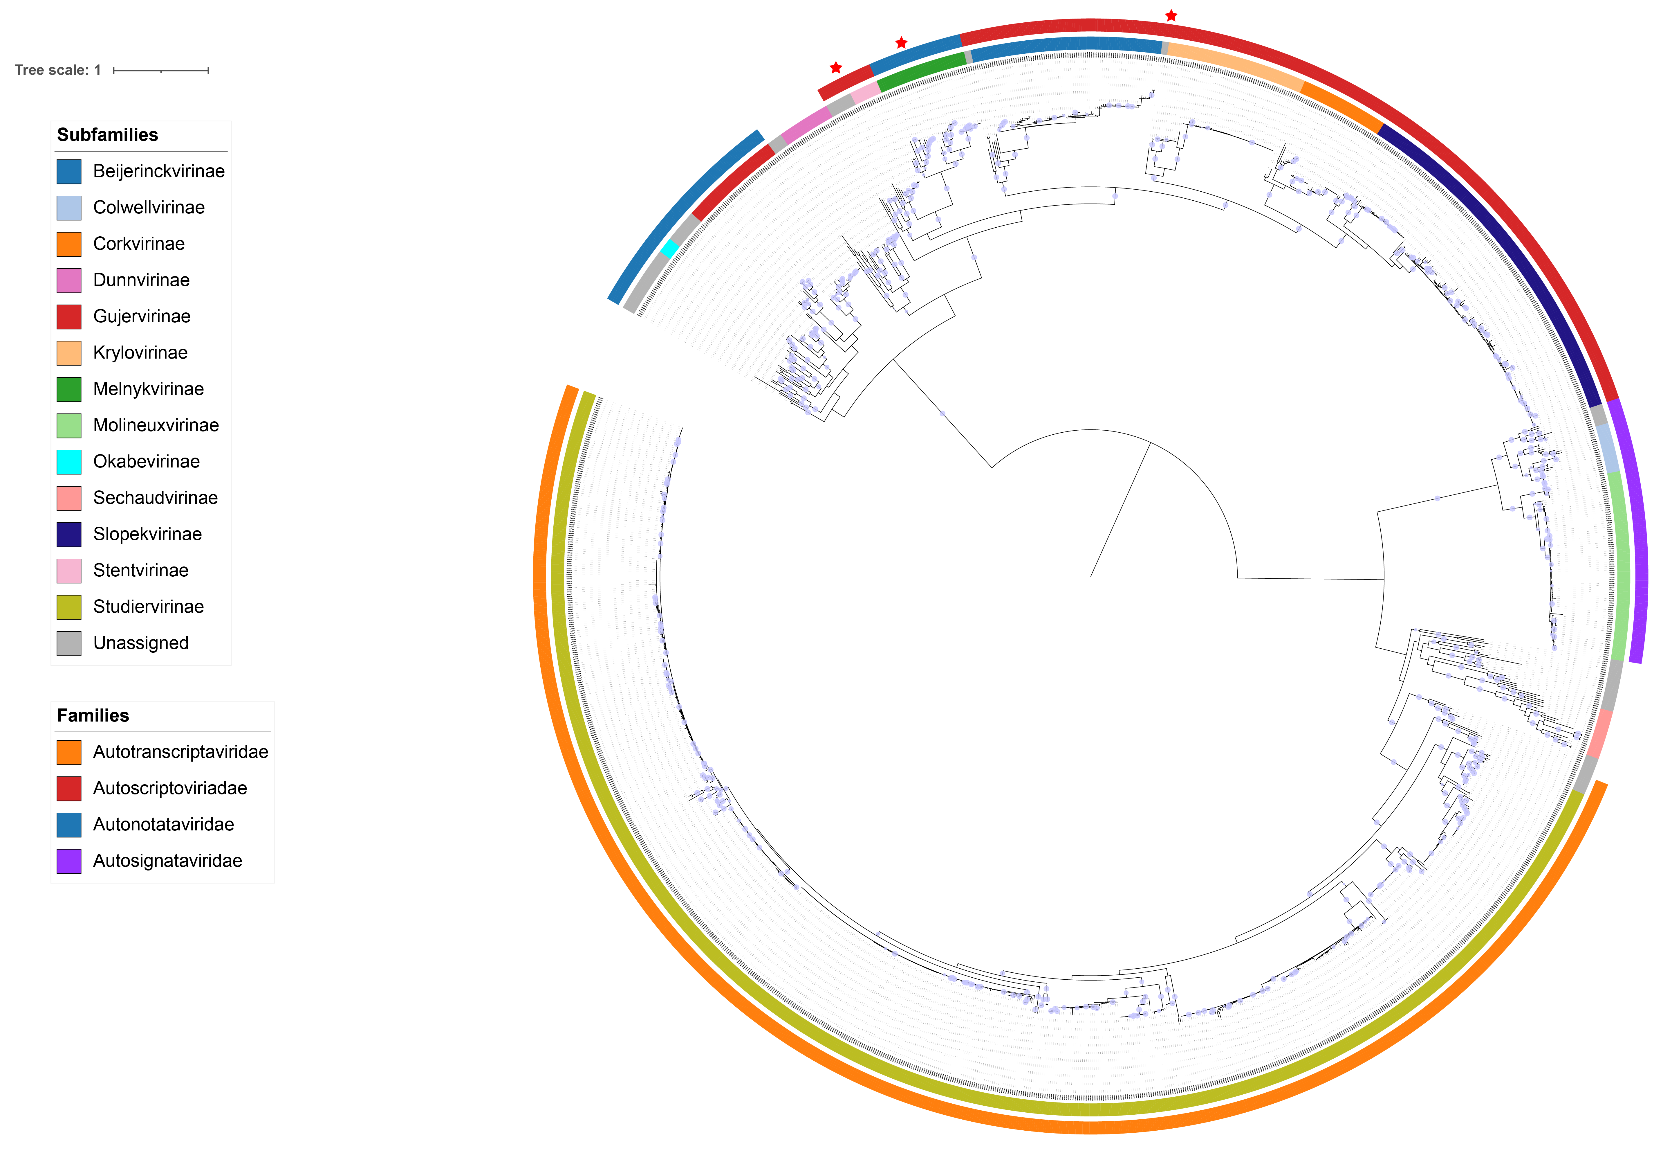 Tree scale: 1
Subfamilies
Beijerinckvirinae
Colwellvirinae
Corkvirinae
Dunnvirinae
Gujervirinae
Krylovirinae
Melnykvirinae
Molineuxvirinae
Okabevirinae
Sechaudvirinae
Slopekvirinae
Stentvirinae
Studiervirinae
Unassigned
Families
Autotranscriptaviridae
Autoscriptoviriadae
Autonotataviridae
Autosignataviridae